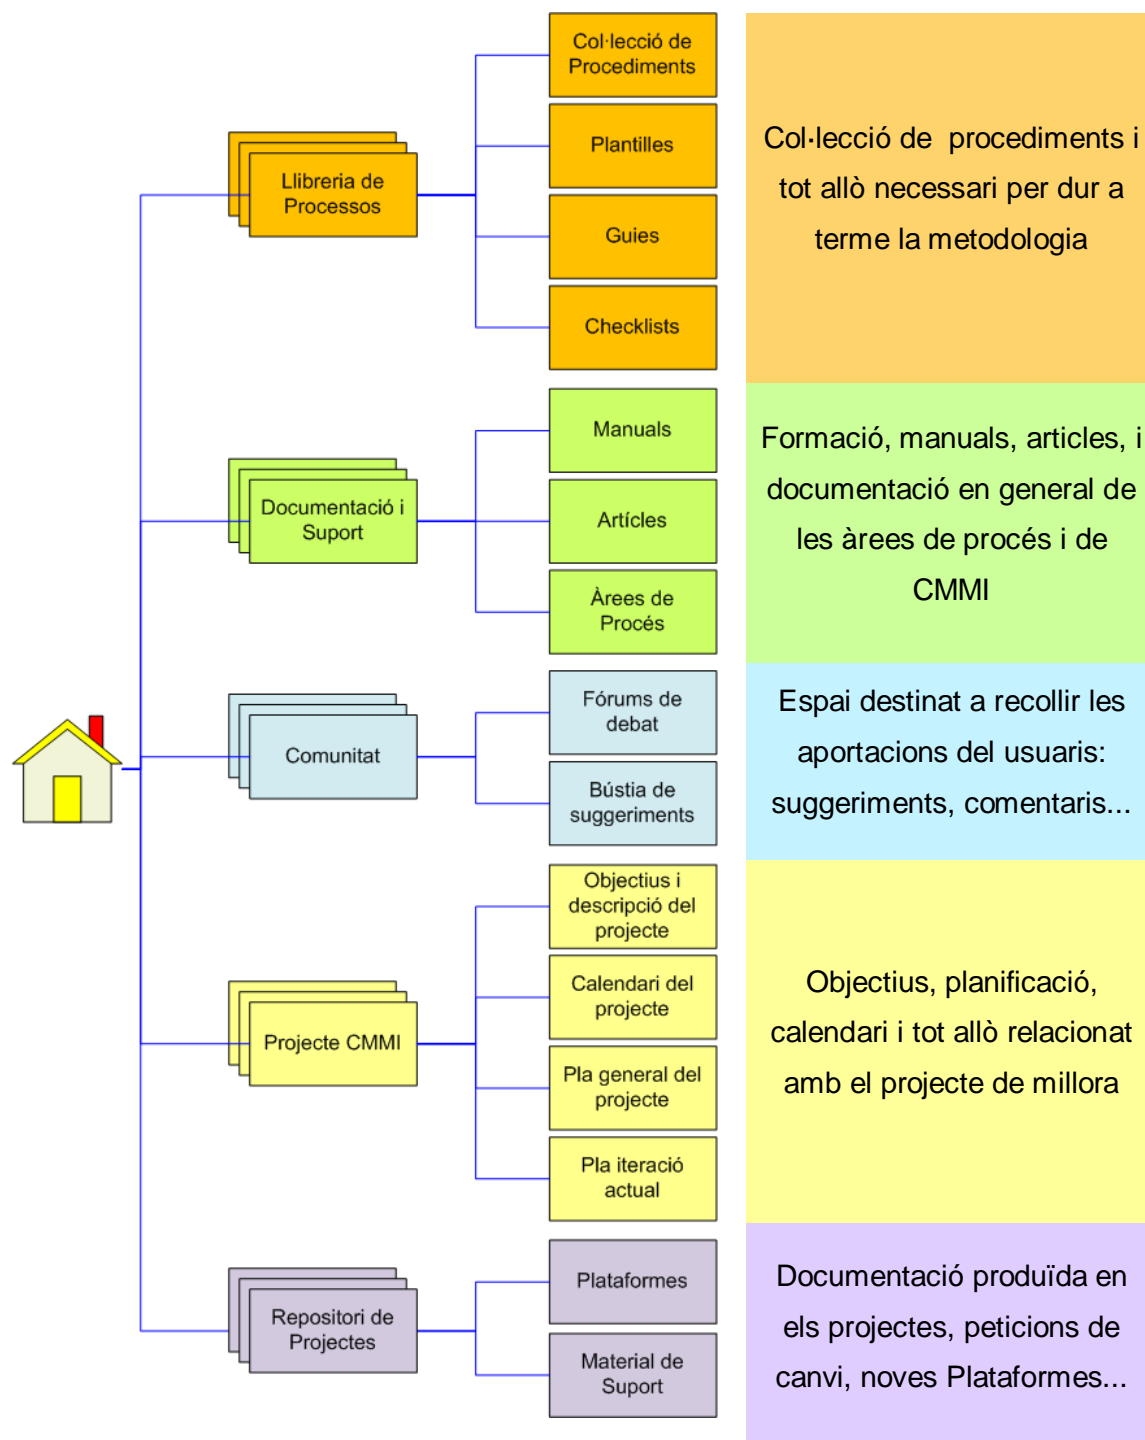 Col·lecció de
Procediments
Plantilles
Llibreria de
Processos
Guies
Checklists
Col·lecció de procediments i
tot allò necessari per dur a
terme la metodologia
Manuals
Documentació i
Suport
Artícles
Àrees de
Procés
Formació, manuals, articles, i
documentació en general de
les àrees de procés i de
CMMI
Fórums de
debat
Comunitat
Bústia de
suggeriments
Espai destinat a recollir les
aportacions del usuaris:
suggeriments, comentaris...
Objectius i
descripció del
projecte
Calendari del
projecte
Projecte CMMI
Pla general del
projecte
Pla iteració
actual
Objectius, planificació,
calendari i tot allò relacionat
amb el projecte de millora
Plataformes
Repositori de
Projectes
Material de
Suport
Documentació produïda en
els projectes, peticions de
canvi, noves Plataformes...